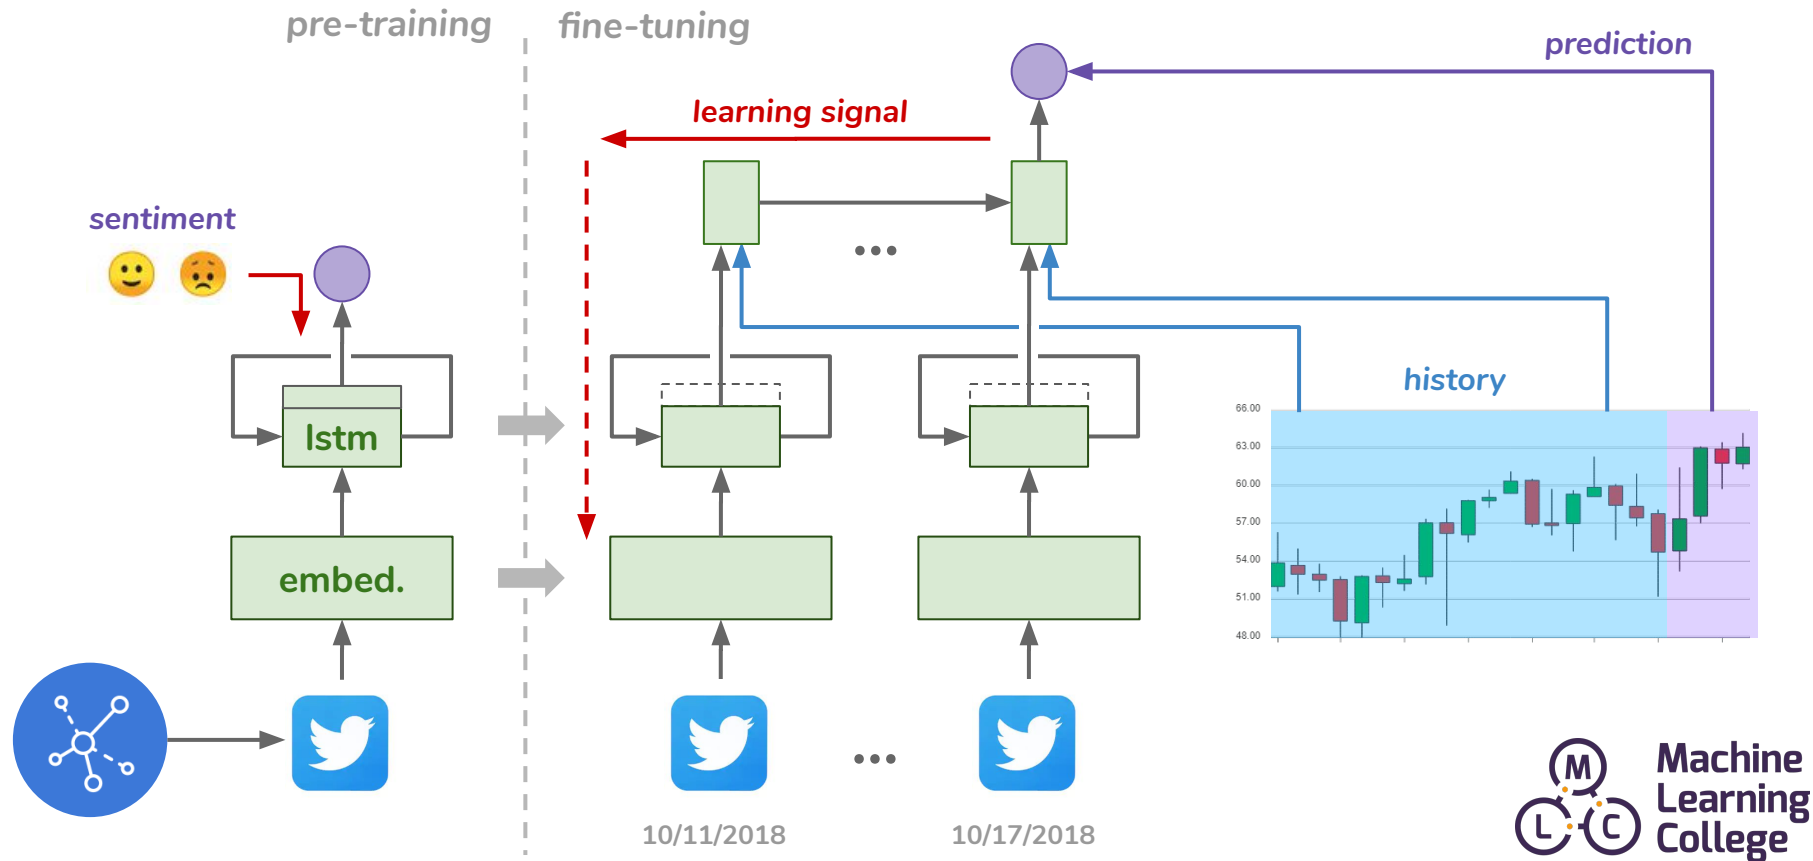 pre-training
fine-tuning
prediction
learning signal
sentiment
history
lstm
embed.
66.00
63.00
60.00
57.00
54.00
51.00
48.00
10/11/2018
10/17/2018
M
L
C
Machine
Learning
College